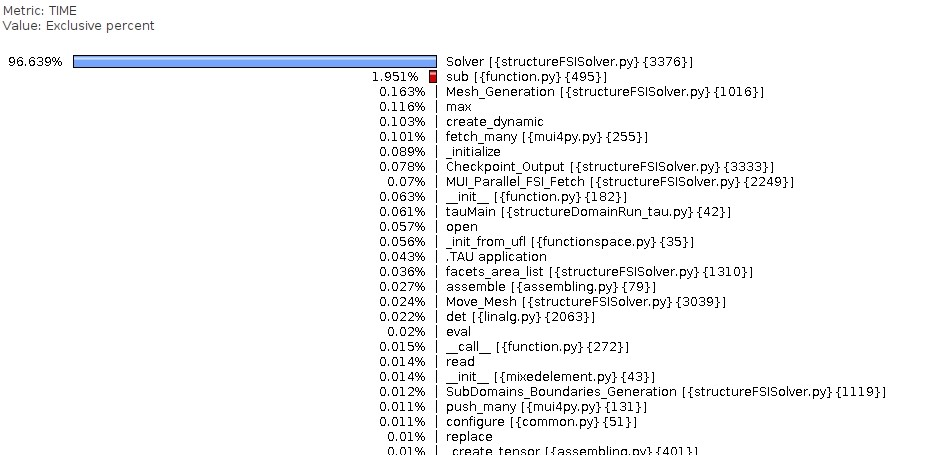 Metric: TIME
Value: Exclusive percent
96.639% Solver [{structureFSISolver.py} {3376}]
1.951% sub [{function.py} {495}]
0.163% Mesh_Generation [{structureFSISolver.py} {1016}]
0.116% max
0.103% create_dynamic
0.101% fetch_many [{mui4py.py} {255}]
0.089% _initialize
0.078% Checkpoint_Output [{structureFSISolver.py} {3333}]
0.07% MUI_Parallel_FSI_Fetch [{structureFSISolver.py} {2249}]
0.063% __init__ [{function.py} {182}]
0.061% tauMain [{structureDomainRun_tau.py} {42}]
0.057% open
0.056% _init_from_ufl [{functionspace.py} {35}]
0.043% .TAU application
0.036% facets_area_list [{structureFSISolver.py} {1310}]
0.027% assemble [{assembling.py} {79}]
0.024% Move_Mesh [{structureFSISolver.py} {3039}]
0.022% det [{linalg.py} {2063}]
0.02% eval
0.015% __call__ [{function.py} {272}]
0.014% read
0.014% __init__ [{mixedelement.py} {43}]
0.012% SubDomains_Boundaries_Generation [{structureFSISolver.py} {1119}]
0.011% push_many [{mui4py.py} {131}]
0.011% configure [{common.py} {51}]
0.01% replace
0.01% _create_tensor [{assembling.py} {401}]